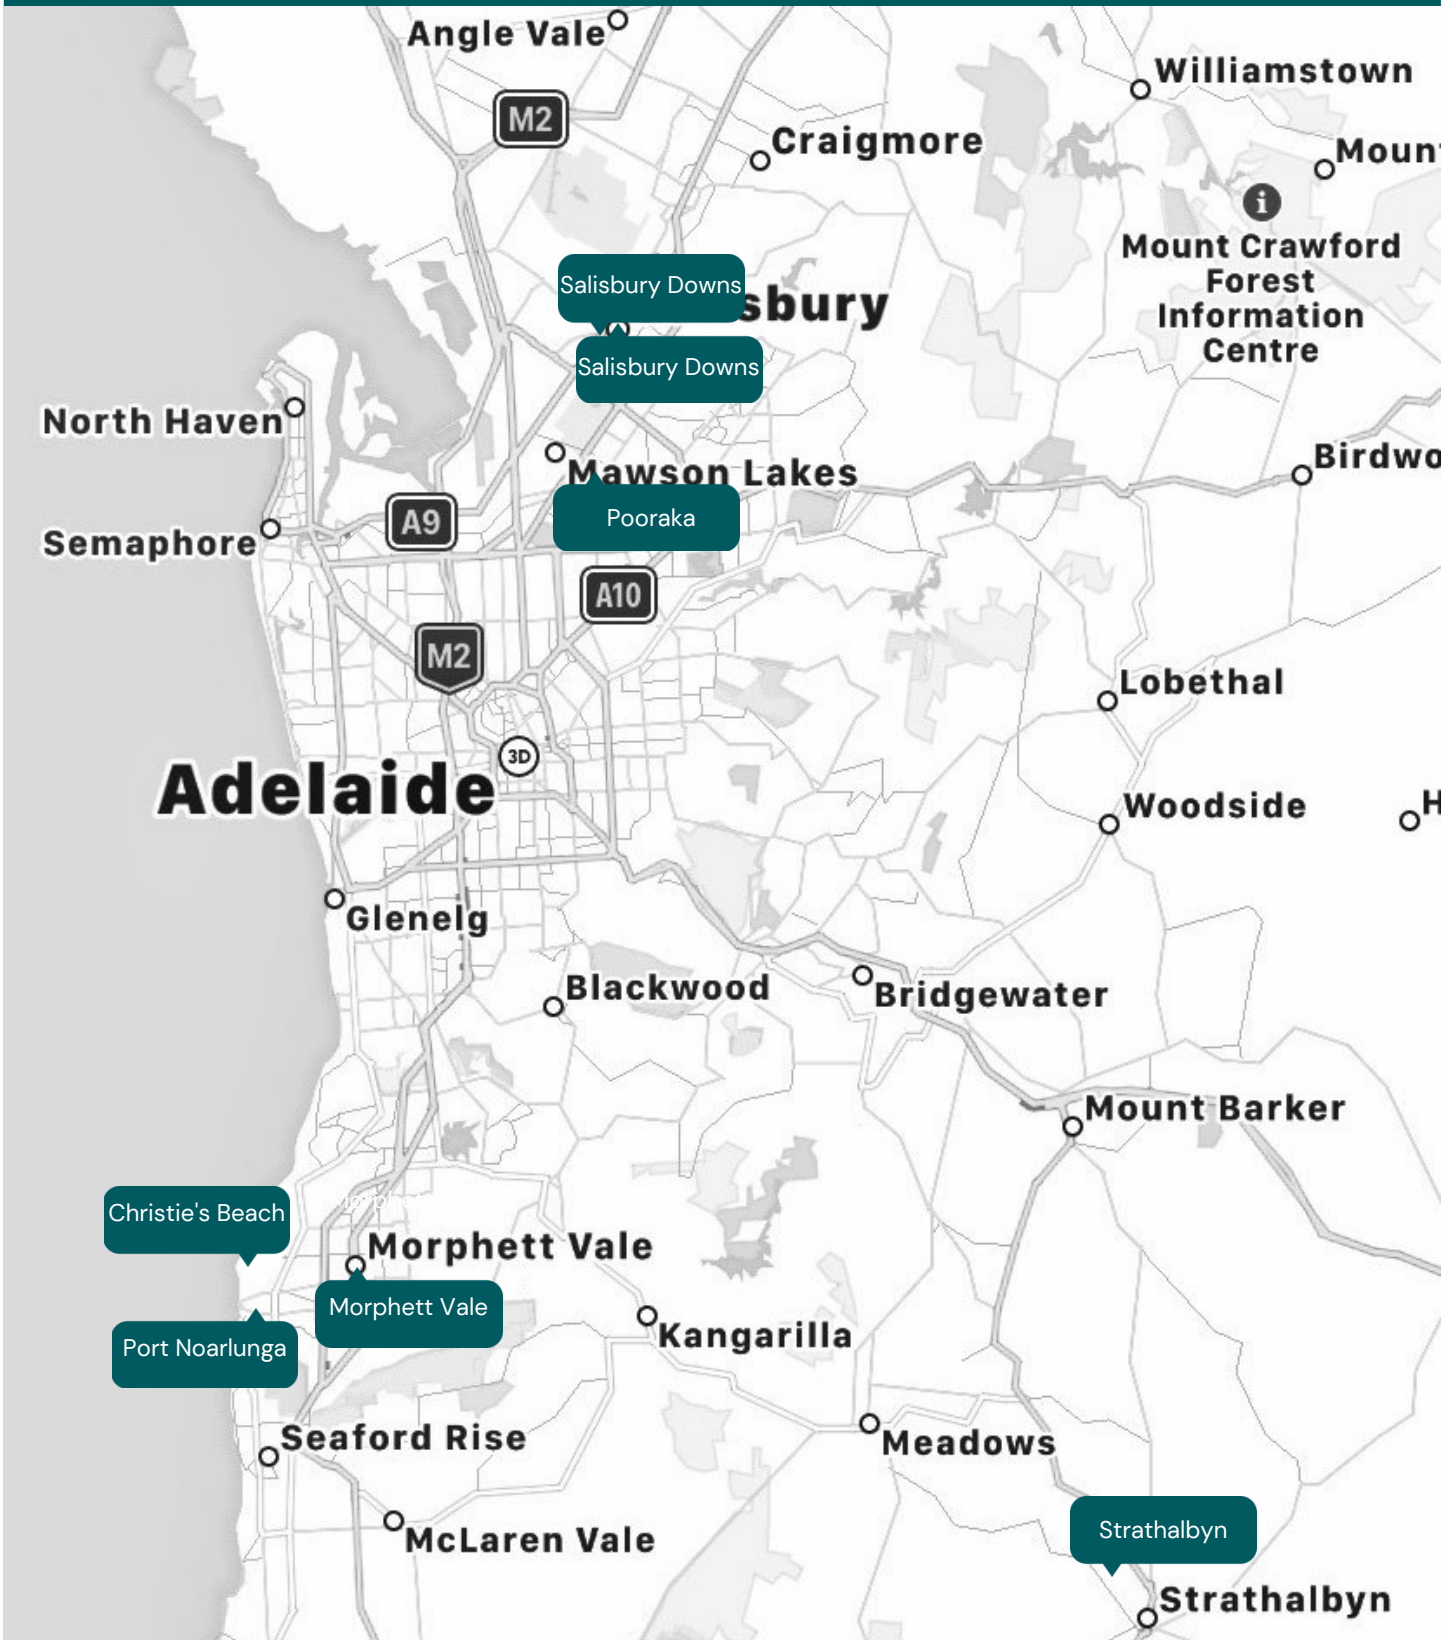 Angle Vale
Williamstown
M2
Craigmore
Moun
Mount Crawford
Forest
Information
Centre
Salisbury Downs
sbury
Salisbury Downs
North Haven
Mawson Lakes
Birdwo
Pooraka
A9
Semaphore
A10
M2
Lobethal
3D
Adelaide
Woodside
H
Glenelg
Blackwood
Bridgewater
Mount Barker
Christie's Beach
Morphett Vale
Morphett Vale
Kangarilla
Port Noarlunga
Seaford Rise
Meadows
McLaren Vale
Strathalbyn
Strathalbyn